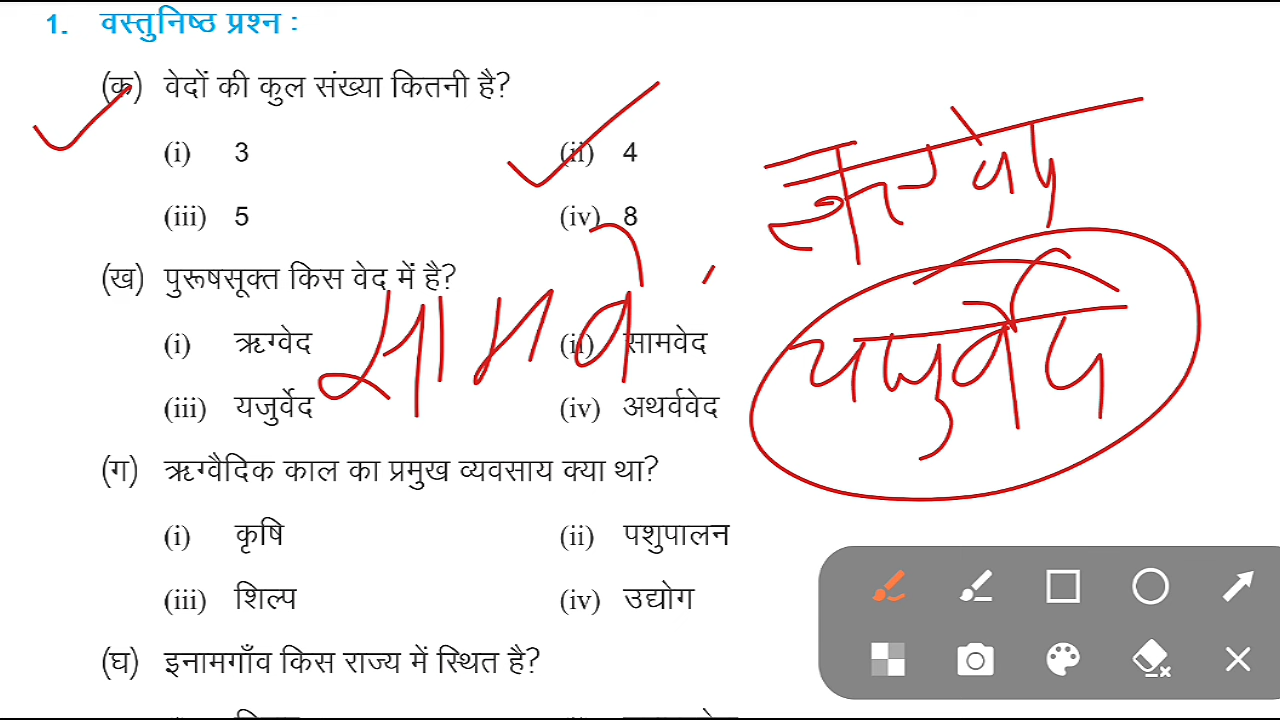 1. वस्तुनिष्ठ प्रश्न :
(क) वेदों की कुल संख्या कितनी है?
(i) 3 (ii) 4
(iii) 5 (iv) 8
ऋग्वेद
(ख) पुरूषसूक्त किस वेद में है?
सामवे
यजुर्वेद
(i) ऋग्वेद (ii) सामवेद
(iii) यजुर्वेद (iv) अथर्ववेद
(ग) ऋग्वैदिक काल का प्रमुख व्यवसाय क्या था?
(i) कृषि (ii) पशुपालन
(iii) शिल्प (iv) उद्योग
(घ) इनामगाँव किस राज्य में स्थित है?